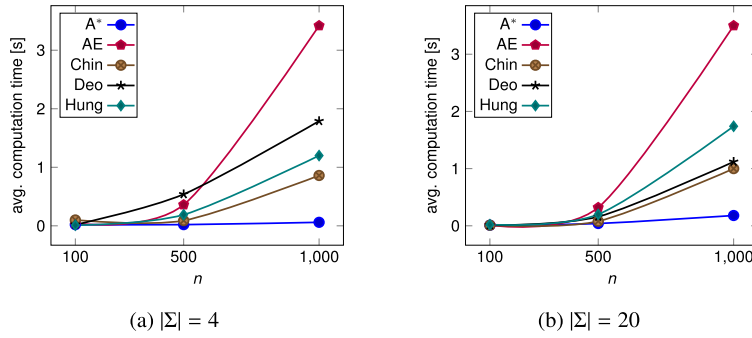 avg. computation time [s]
3
2
1
0
A*
AE
Chin
Deo
Hung
100
500
1,000
n
(a) |Σ| = 4
avg. computation time [s]
3
2
1
0
A*
AE
Chin
Deo
Hung
100
500
1,000
n
(b) |Σ| = 20